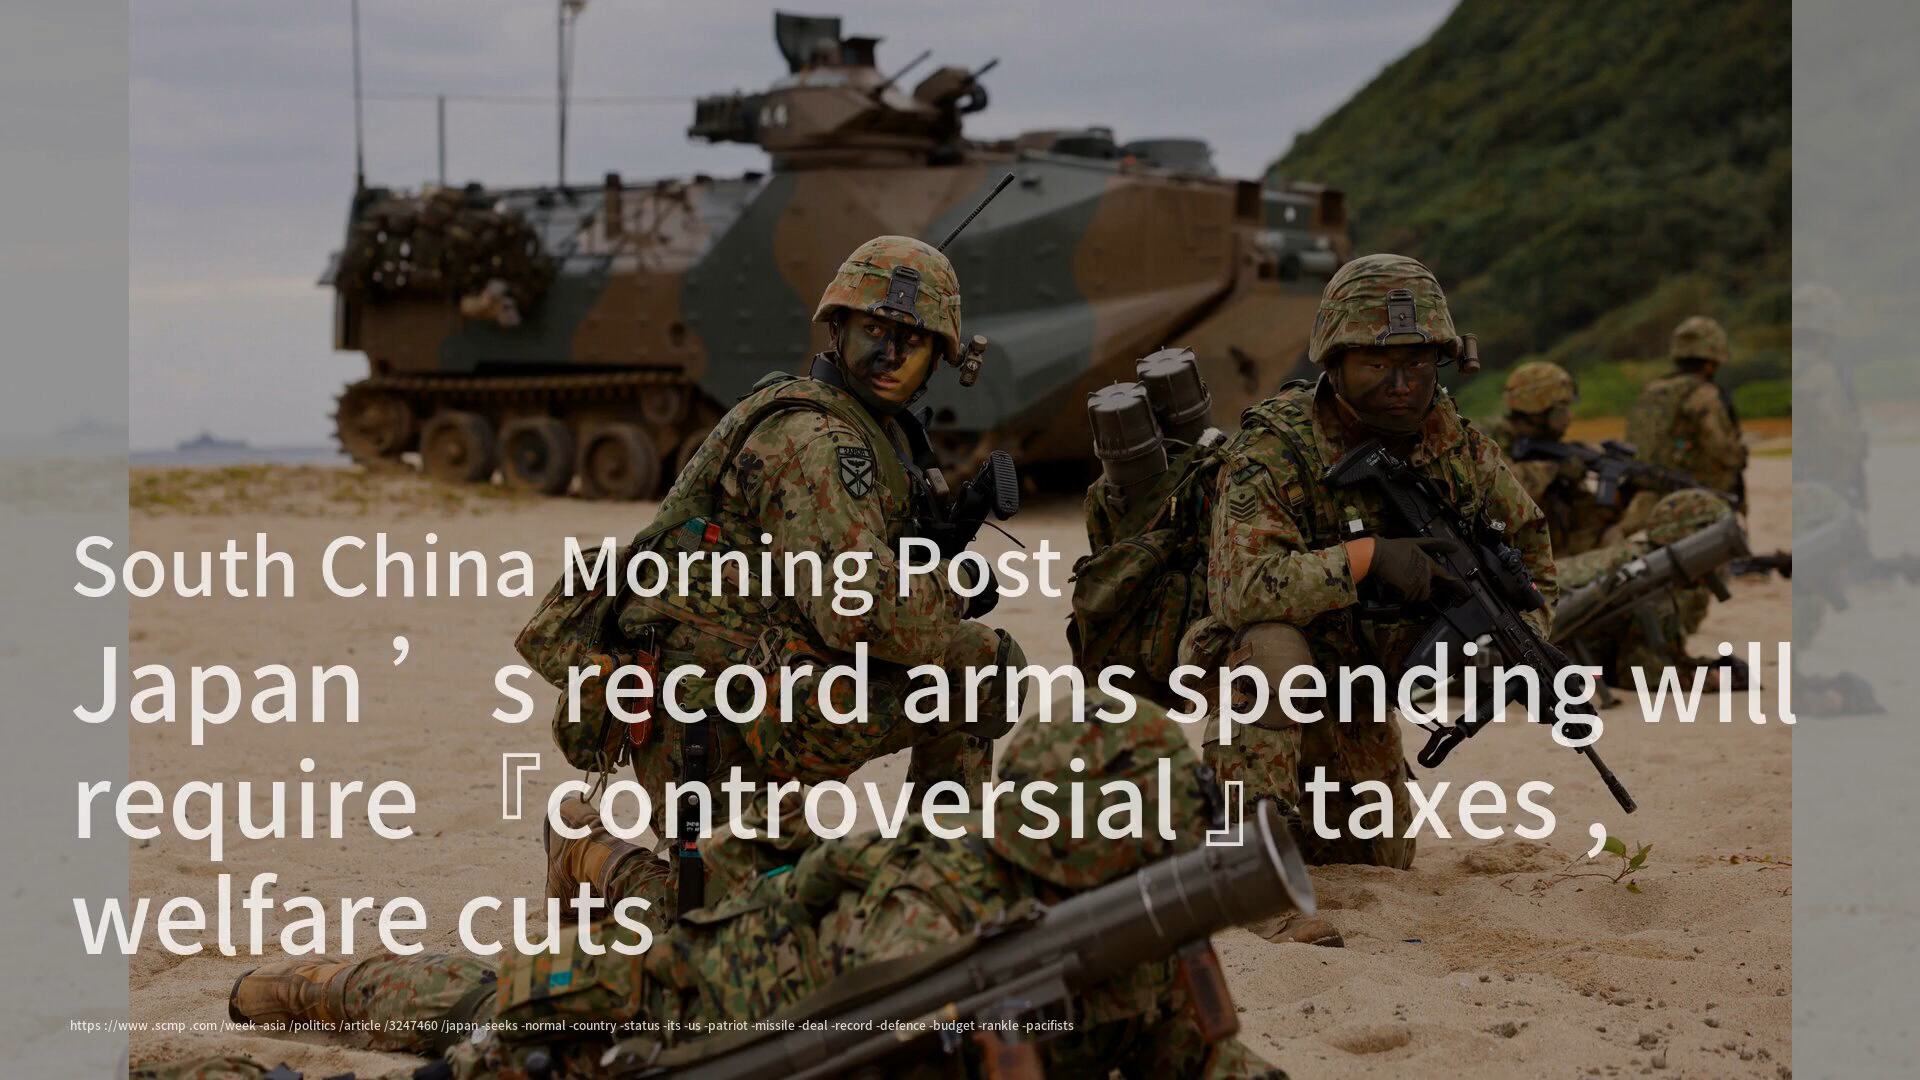 South China Morning Post
Japan’s record arms spending will
require 『controversial』 taxes,
welfare cuts
https://www.scmp.com/week-asia/politics/article/3247460/japan-seeks-normal-country-status-its-us-patriot-missile-deal-record-defence-budget-rankle-pacifists